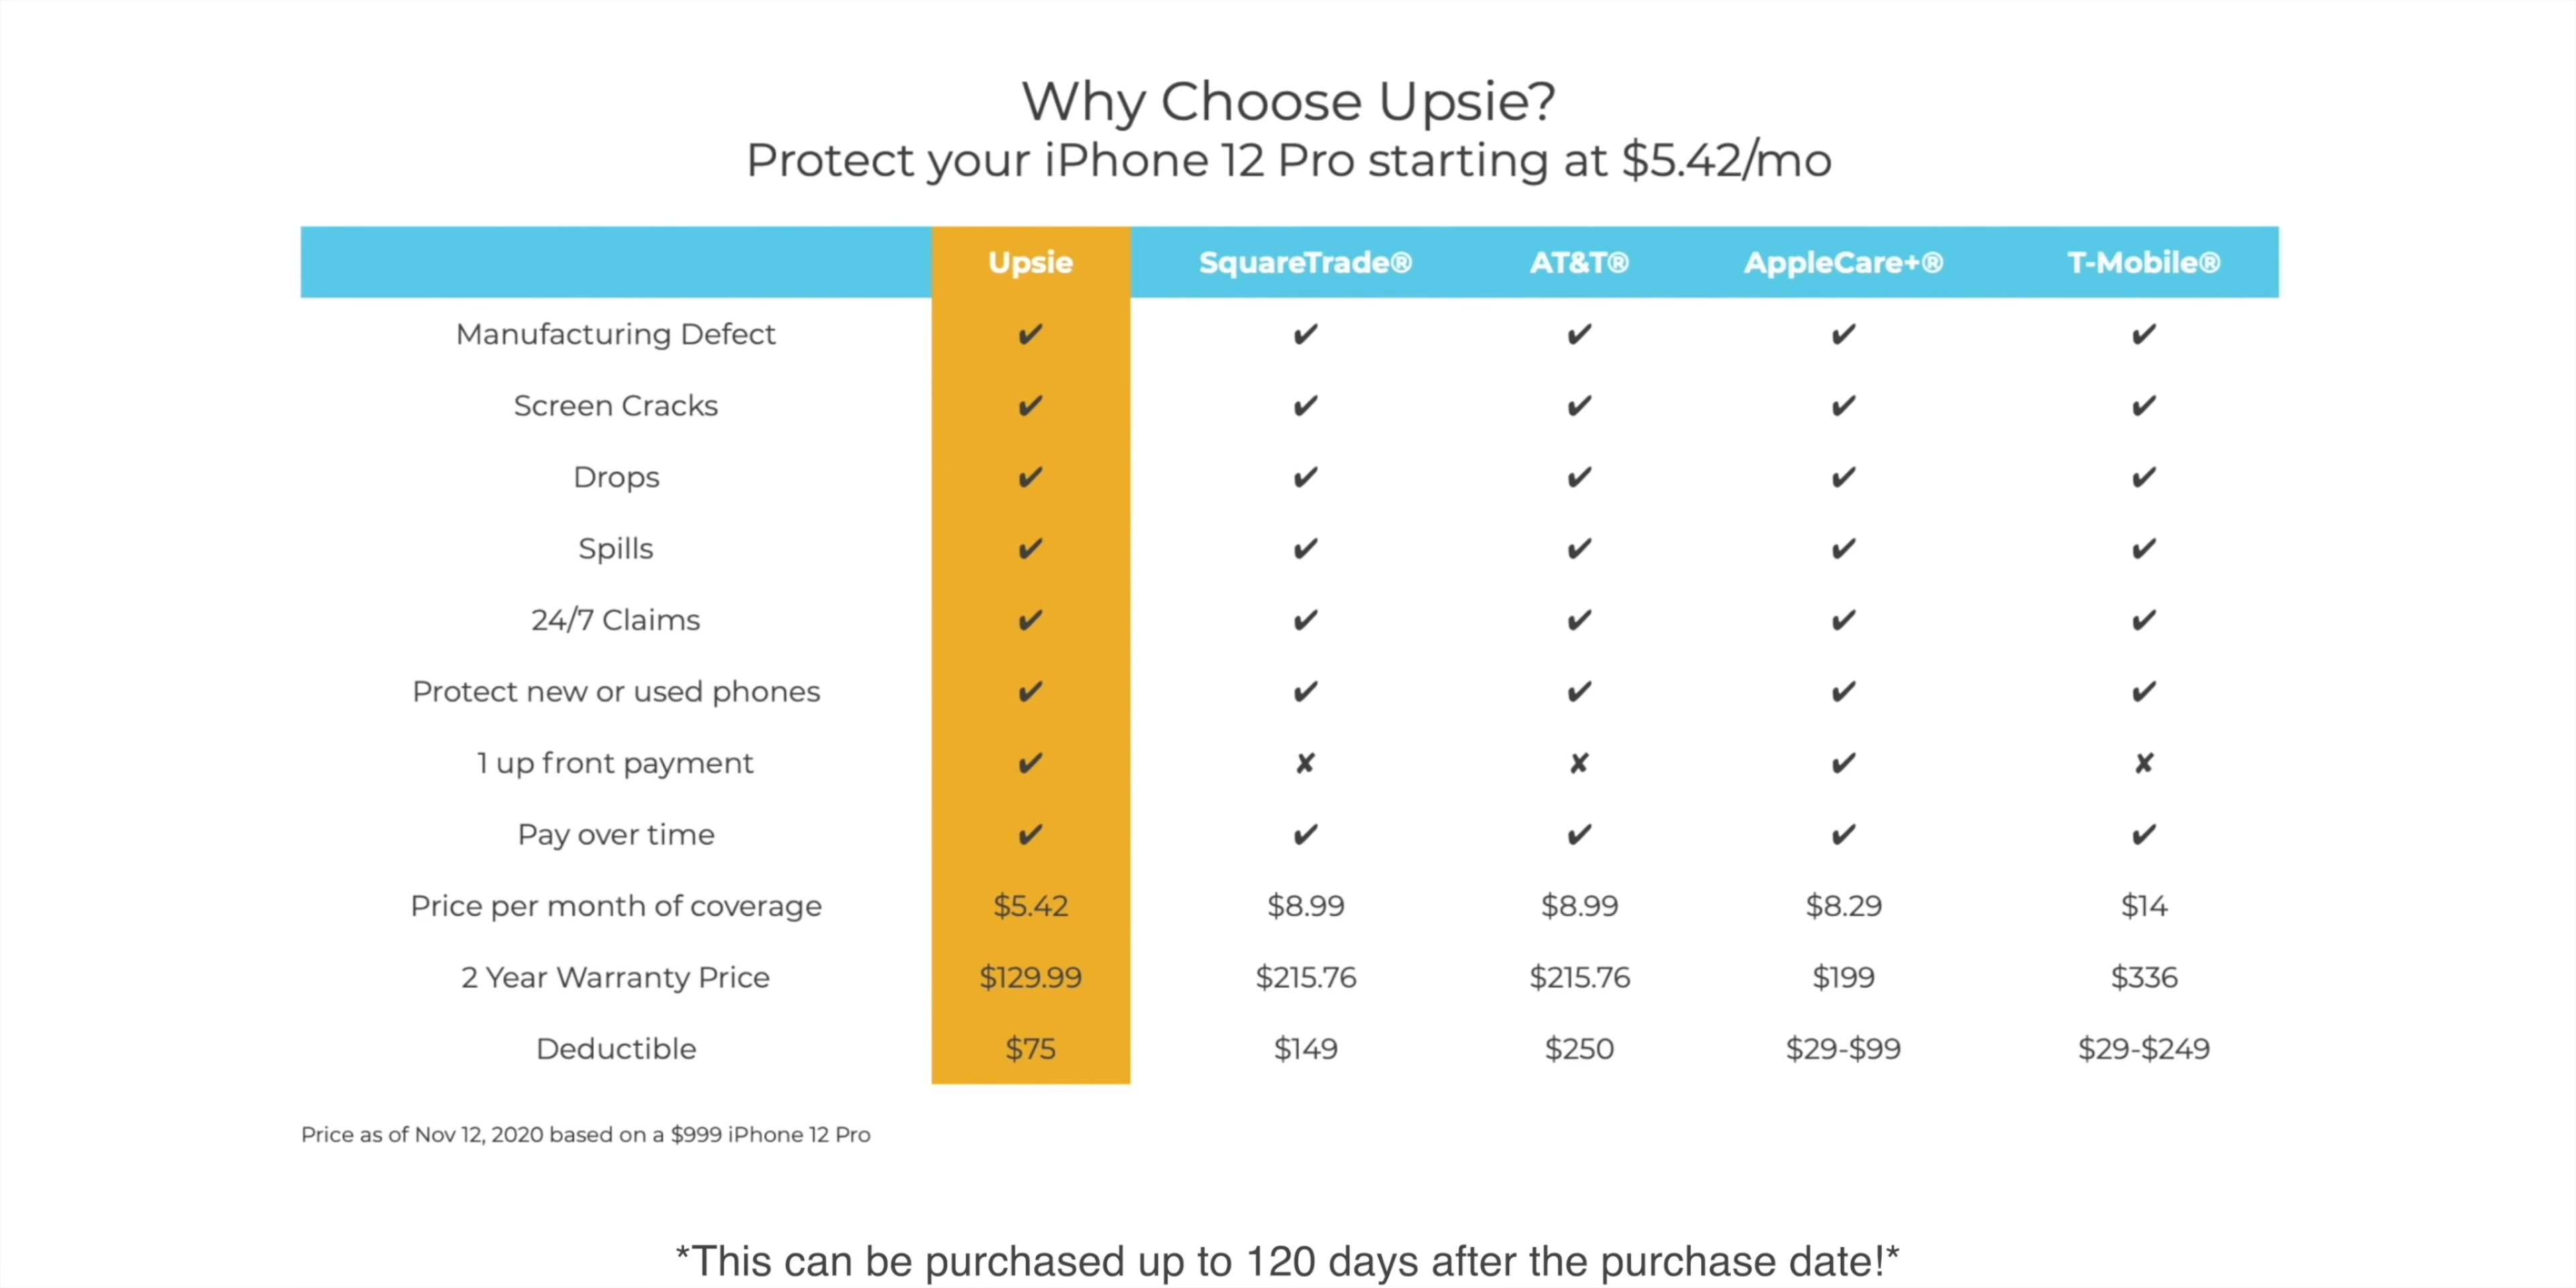 Why Choose Upsie?
Protect your iPhone 12 Pro starting at $5.42/mo
Upsie SquareTrade® AT&T® AppleCare+® T-Mobile®
Manufacturing Defect ✔ ✔ ✔ ✔ ✔
Screen Cracks ✔ ✔ ✔ ✔ ✔
Drops ✔ ✔ ✔ ✔ ✔
Spills ✔ ✔ ✔ ✔ ✔
24/7 Claims ✔ ✔ ✔ ✔ ✔
Protect new or used phones ✔ ✔ ✔ ✔ ✔
1 up front payment ✔ ✘ ✘ ✔ ✘
Pay over time ✔ ✔ ✔ ✔ ✔
Price per month of coverage $5.42 $8.99 $8.99 $8.29 $14
2 Year Warranty Price $129.99 $215.76 $215.76 $199 $336
Deductible $75 $149 $250 $29-$99 $29-$249
Price as of Nov 12, 2020 based on a $999 iPhone 12 Pro
*This can be purchased up to 120 days after the purchase date!*